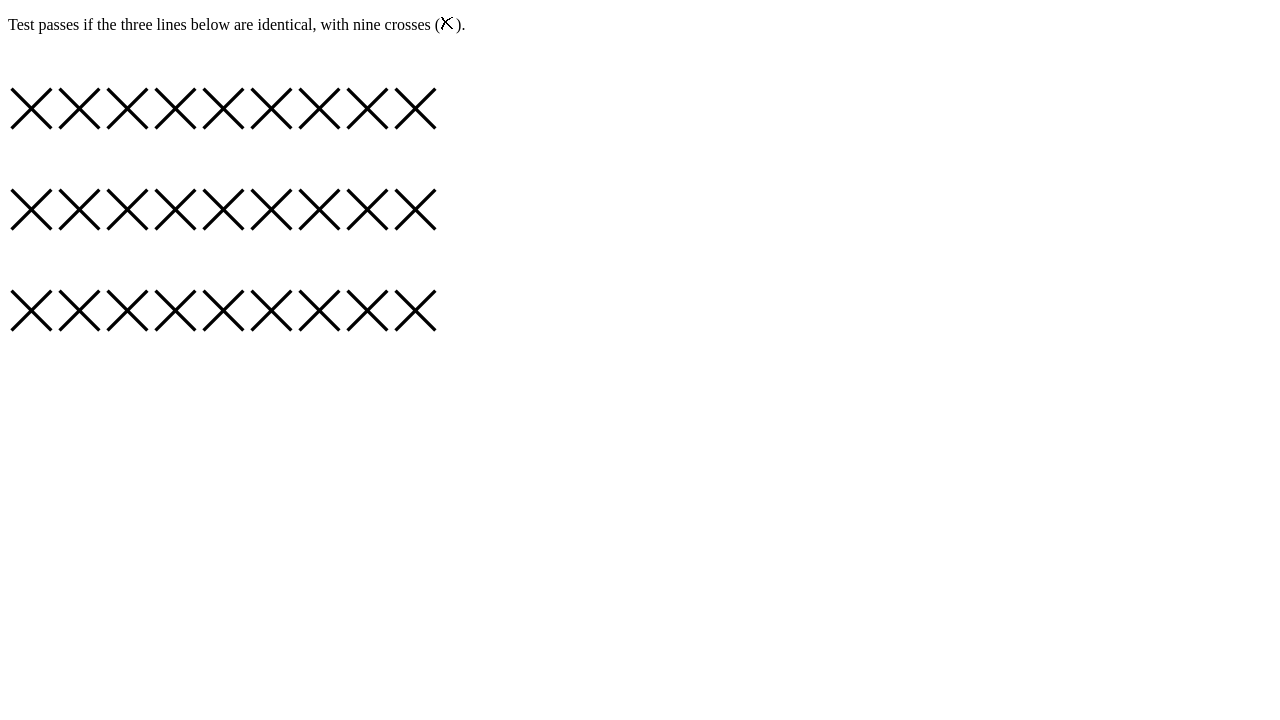 Test passes if the three lines below are identical, with nine crosses (╳).
╳╳╳╳╳╳╳╳╳
╳╳╳╳╳╳╳╳╳
╳╳╳╳╳╳╳╳╳